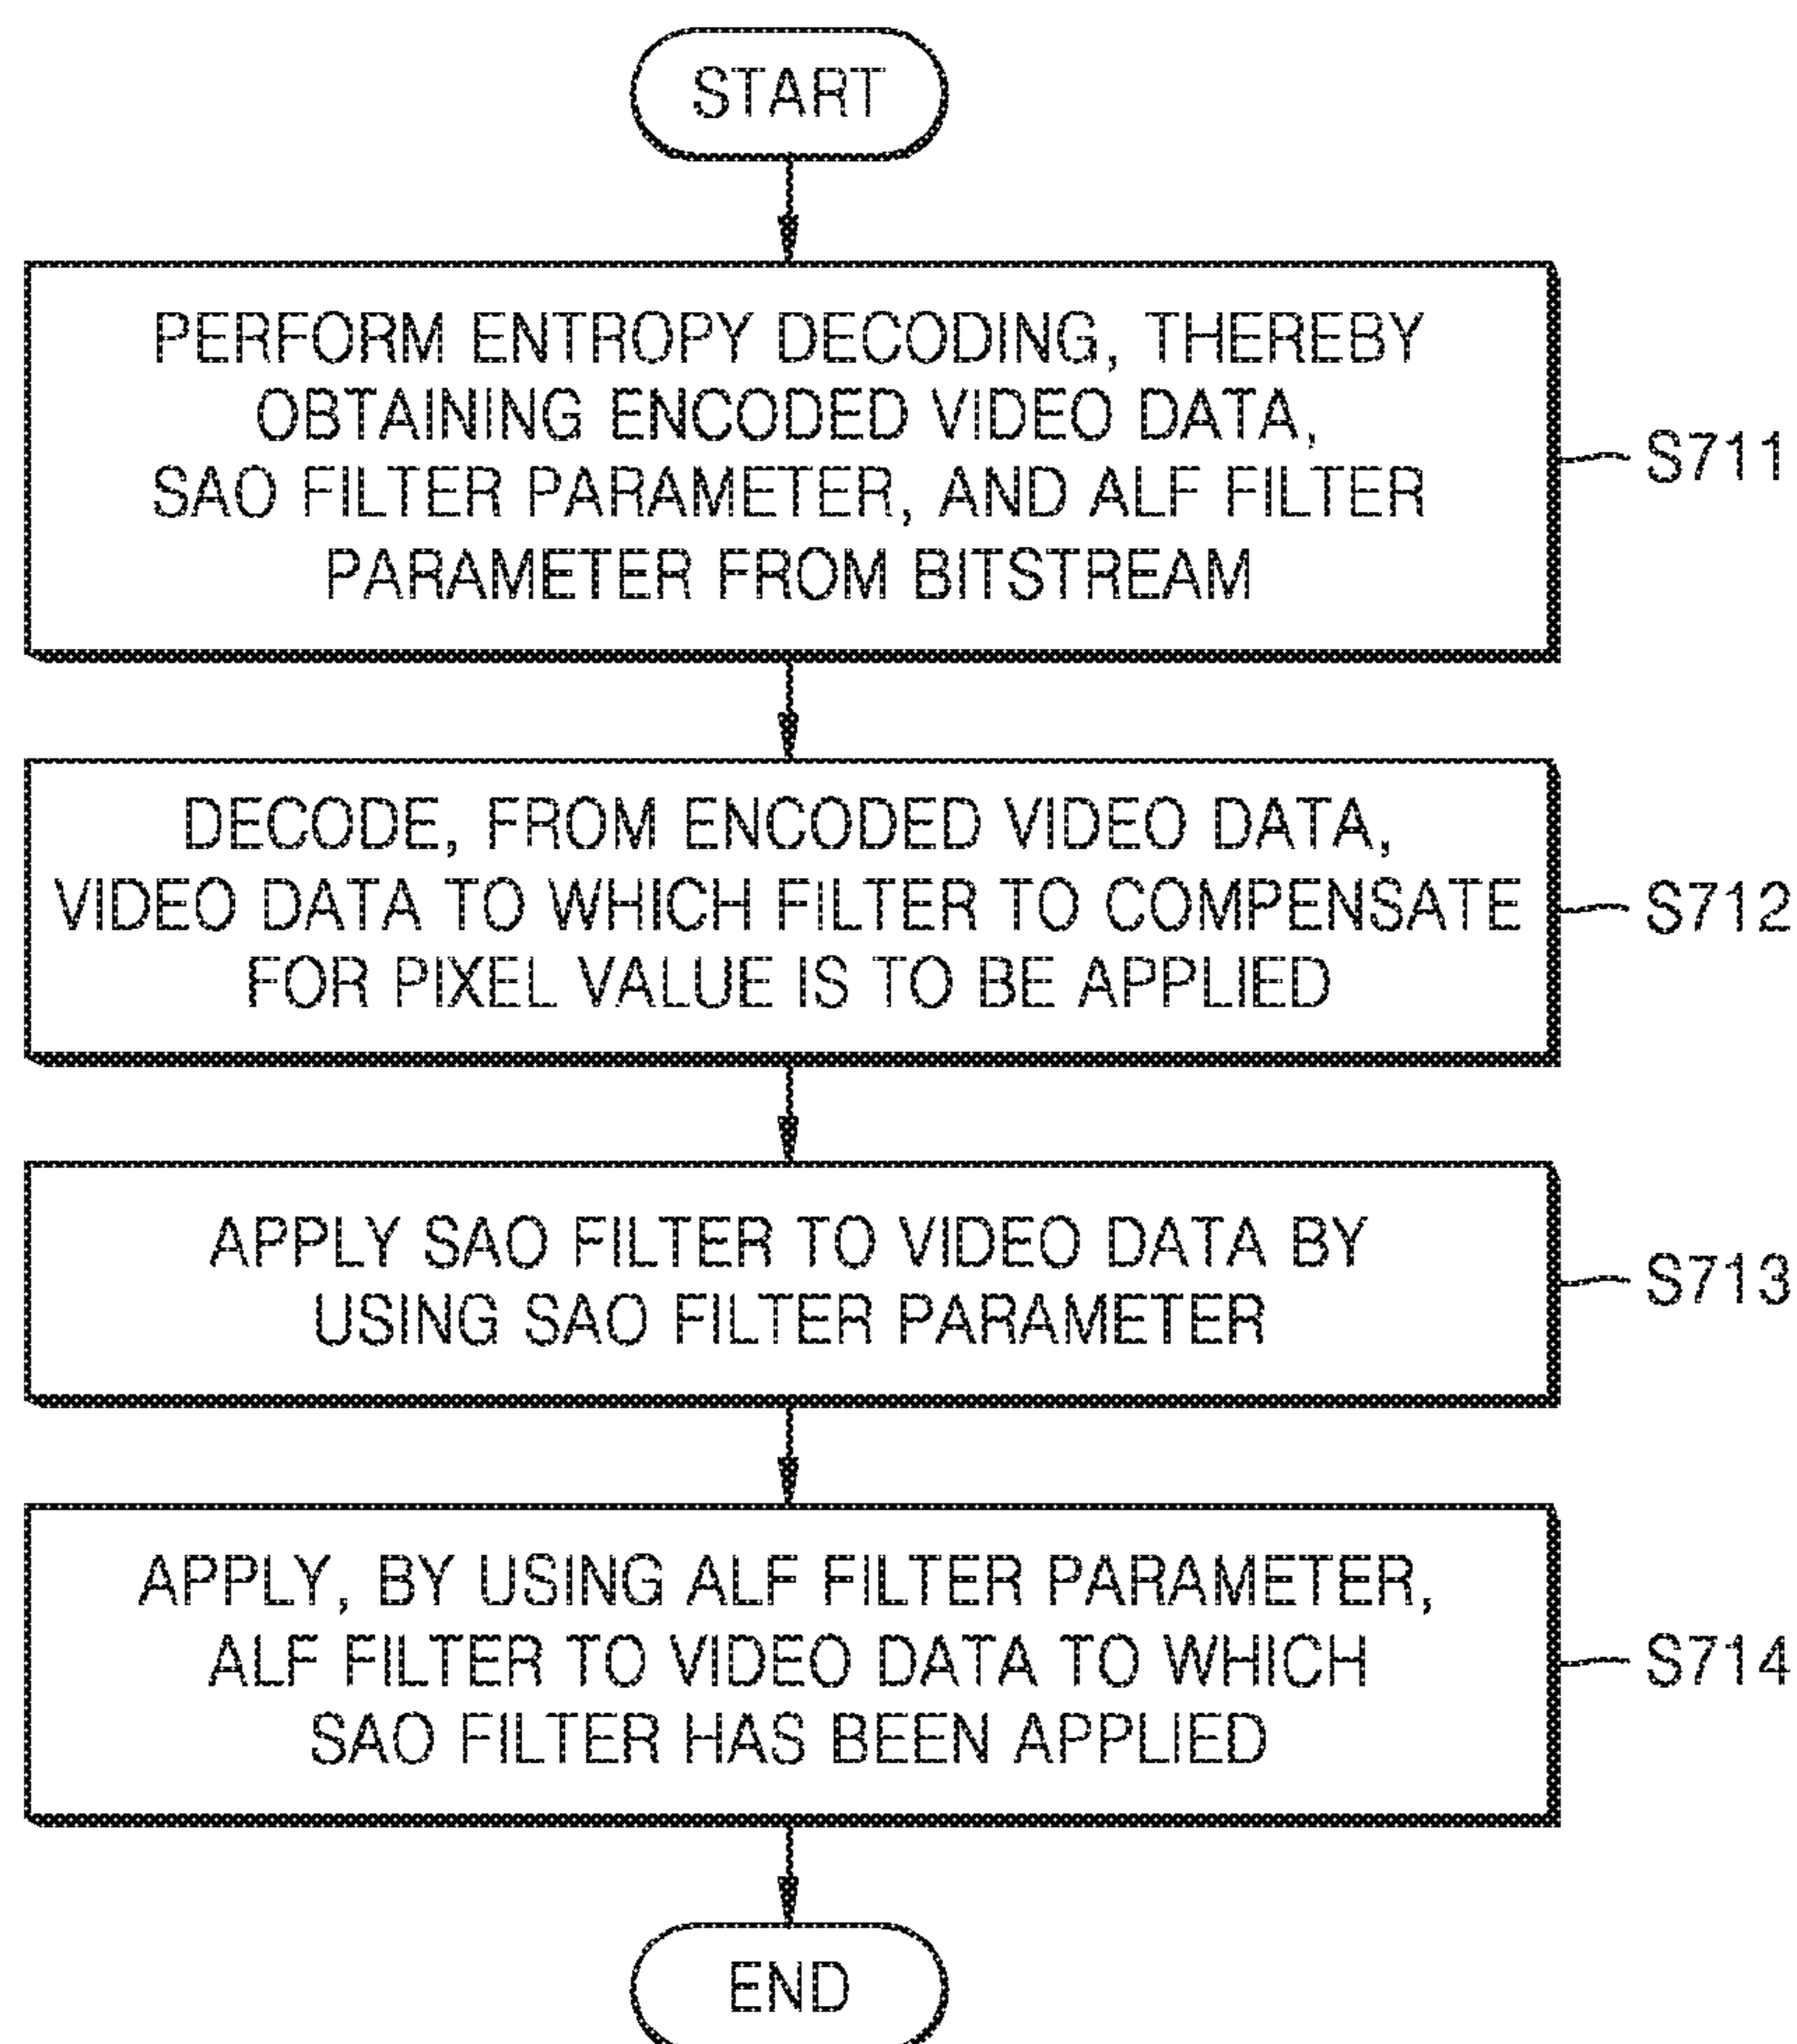 START
PERFORM ENTROPY DECODING, THEREBY
OBTAINING ENCODED VIDEO DATA,
SAO FILTER PARAMETER, AND ALF FILTER
PARAMETER FROM BITSTREAM
S711
DECODE, FROM ENCODED VIDEO DATA,
VIDEO DATA TO WHICH FILTER TO COMPENSATE
FOR PIXEL VALUE IS TO BE APPLIED
S712
APPLY SAO FILTER TO VIDEO DATA BY
USING SAO FILTER PARAMETER
S713
APPLY, BY USING ALF FILTER PARAMETER,
ALF FILTER TO VIDEO DATA TO WHICH
SAO FILTER HAS BEEN APPLIED
S714
END